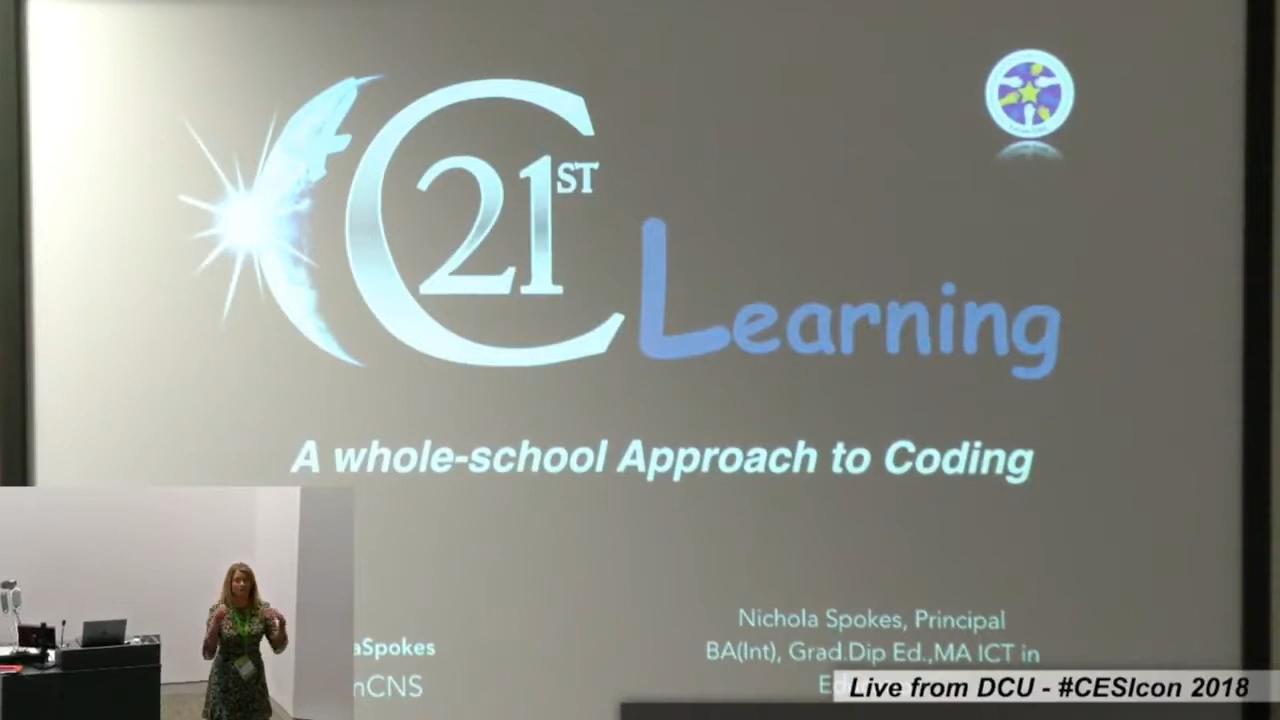 C 21ST Learning
A whole-school Approach to Coding
Nichola Spokes, Principal
aSpokes
BA(Int), Grad.Dip Ed.,MA ICT in
nCNS
Live from DCU - #CESIcon 2018